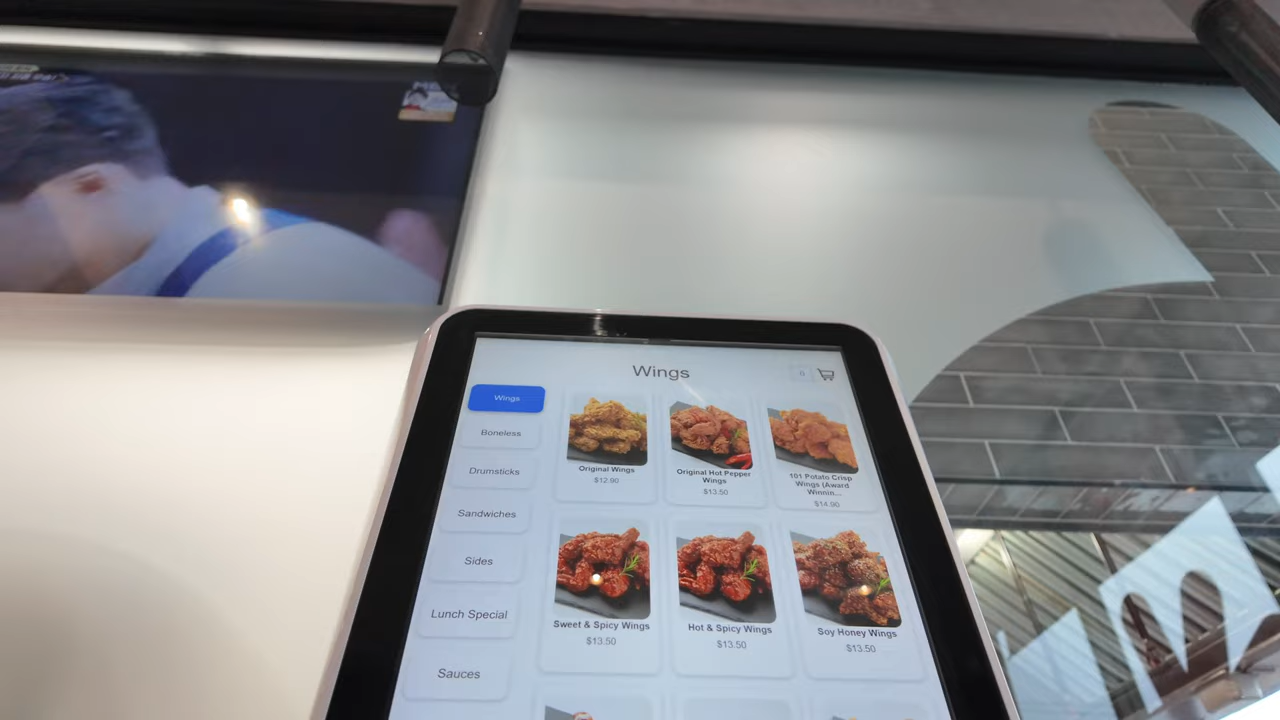 Wings
0
Wings
Boneless
Drumsticks
Sandwiches
Sides
Lunch Special
Sauces
Original Wings
$12.90
Original Hot Pepper
Wings
$13.50
101 Potato Crisp
Wings (Award
Winnin...
$14.90
Sweet & Spicy Wings
$13.50
Hot & Spicy Wings
$13.50
Soy Honey Wings
$13.50